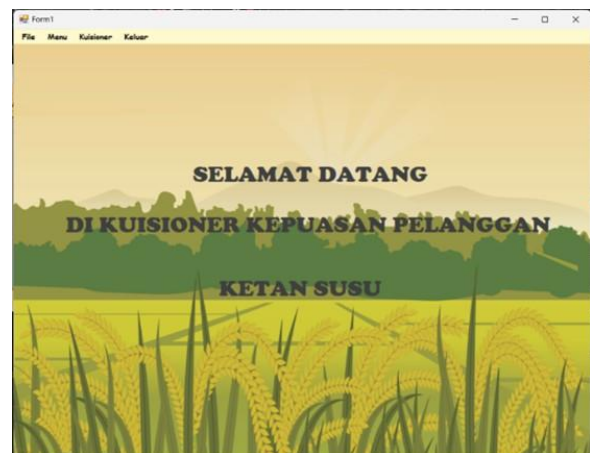 Form1
File Menu Kuisioner Keluar
SELAMAT DATANG
DI KUISIONER KEPUASAN PELANGGAN
KETAN SUSU